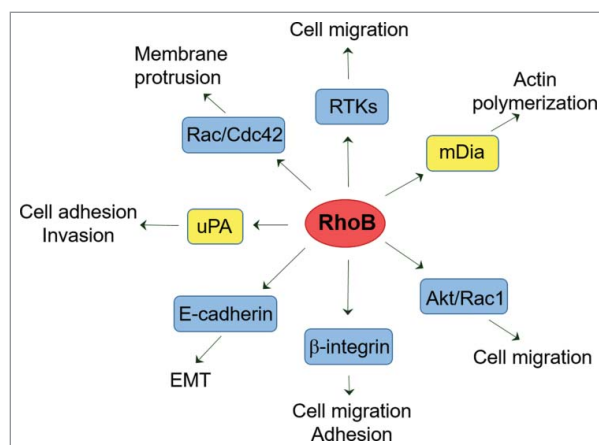 Cell migration
Membrane
protrusion
RTKs
Actin
polymerization
Rac/Cdc42
mDia
Cell adhesion
Invasion
uPA
RhoB
E-cadherin
Akt/Rac1
β-integrin
EMT
Cell migration
Cell migration
Adhesion